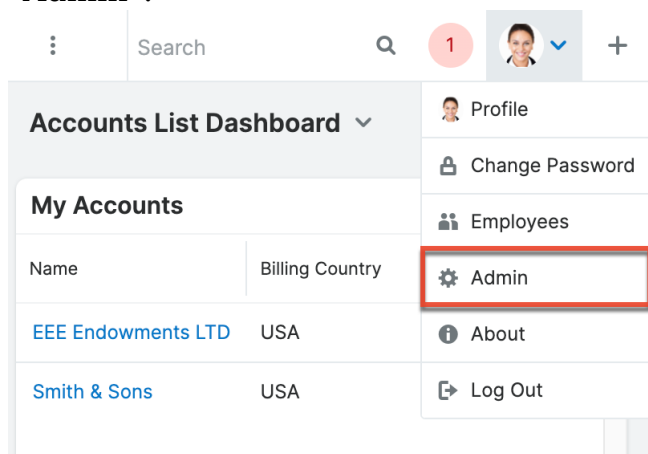 Search
1
Accounts List Dashboard
My Accounts
Name Billing Country
EEE Endowments LTD USA
Smith & Sons USA
Profile
Change Password
Employees
Admin
About
Log Out